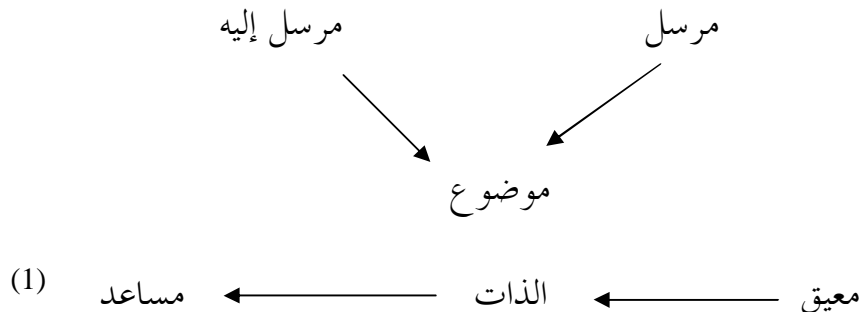 مرسل مرسل إليه
موضوع
معيق الذات مساعد (1)